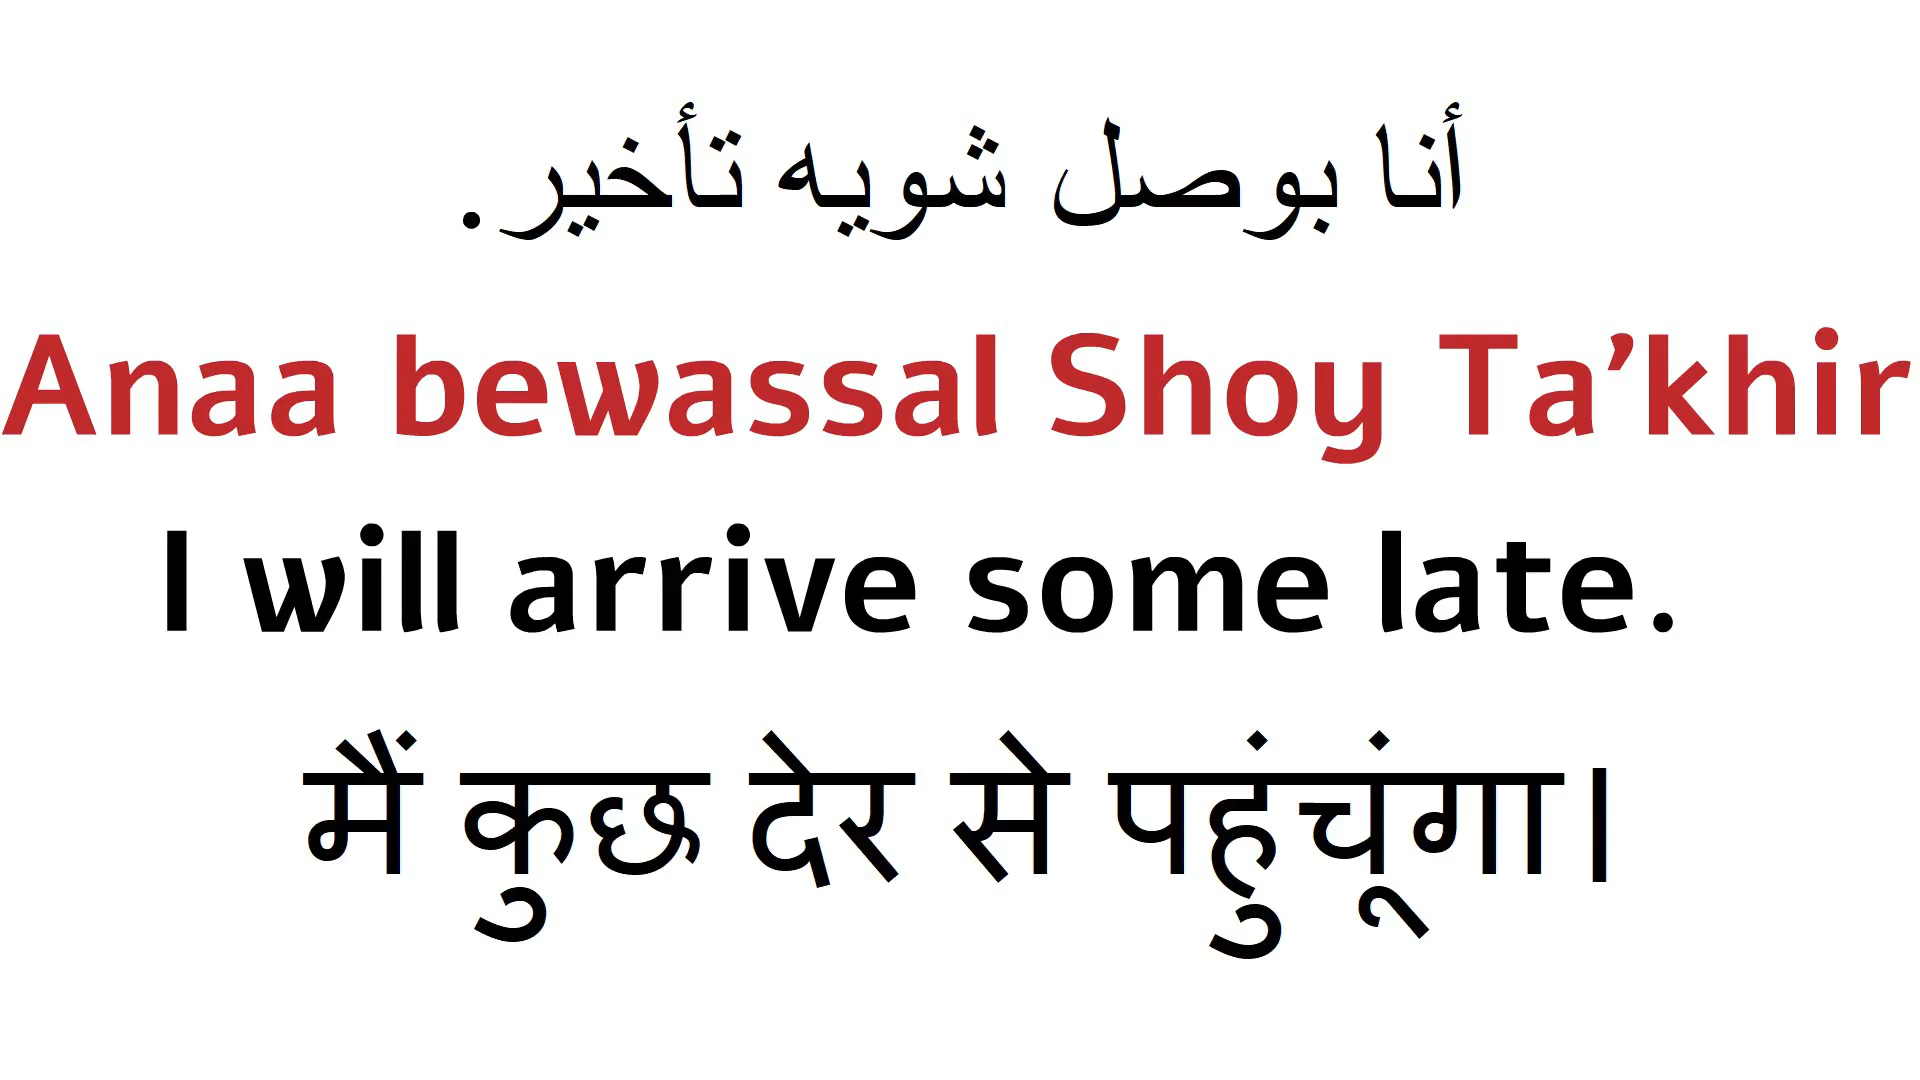 أنا بوصل شويه تأخير.
Anaa bewassal Shoy Ta’khir
I will arrive some late.
मैं कुछ देर से पहुंचूंगा।